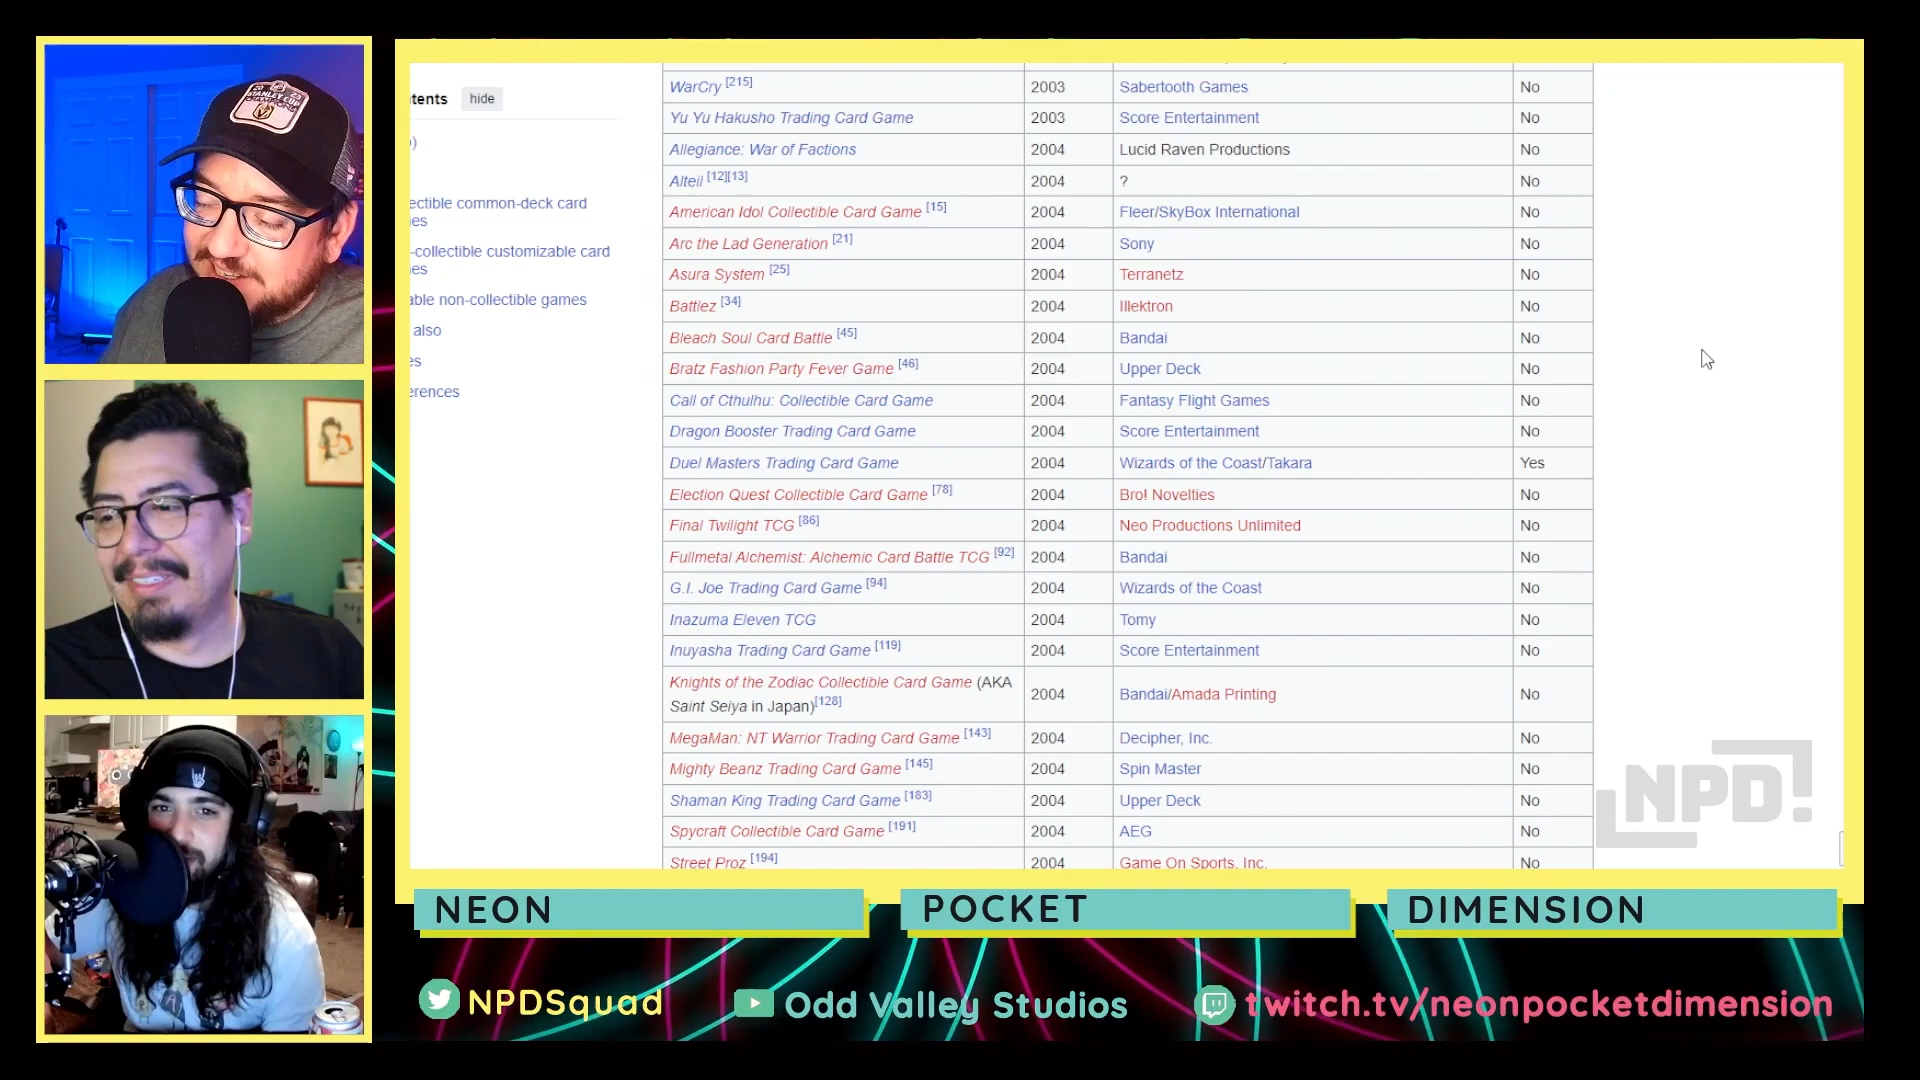 20 23
STANLEY CUP
CHAMPIONS
tents hide
)
ectible common-deck card
es
-collectible customizable card
es
able non-collectible games
also
es
erences
WarCry [215] 2003 Sabertooth Games No
Yu Yu Hakusho Trading Card Game 2003 Score Entertainment No
Allegiance: War of Factions 2004 Lucid Raven Productions No
Alteil [12][13] 2004 ? No
American Idol Collectible Card Game [15] 2004 Fleer/SkyBox International No
Arc the Lad Generation [21] 2004 Sony No
Asura System [25] 2004 Terranetz No
Battlez [34] 2004 Illektron No
Bleach Soul Card Battle [45] 2004 Bandai No
Bratz Fashion Party Fever Game [46] 2004 Upper Deck No
Call of Cthulhu: Collectible Card Game 2004 Fantasy Flight Games No
Dragon Booster Trading Card Game 2004 Score Entertainment No
Duel Masters Trading Card Game 2004 Wizards of the Coast/Takara Yes
Election Quest Collectible Card Game [78] 2004 Bro! Novelties No
Final Twilight TCG [86] 2004 Neo Productions Unlimited No
Fullmetal Alchemist: Alchemic Card Battle TCG [92] 2004 Bandai No
G.I. Joe Trading Card Game [94] 2004 Wizards of the Coast No
Inazuma Eleven TCG 2004 Tomy No
Inuyasha Trading Card Game [119] 2004 Score Entertainment No
Knights of the Zodiac Collectible Card Game (AKA
Saint Seiya in Japan)[128] 2004 Bandai/Amada Printing No
MegaMan: NT Warrior Trading Card Game [143] 2004 Decipher, Inc. No
Mighty Beanz Trading Card Game [145] 2004 Spin Master No
Shaman King Trading Card Game [183] 2004 Upper Deck No
Spycraft Collectible Card Game [191] 2004 AEG No
Street Proz [194] 2004 Game On Sports, Inc. No
NPD!
NEON POCKET DIMENSION
NPDSquad Odd Valley Studios twitch.tv/neonpocketdimension